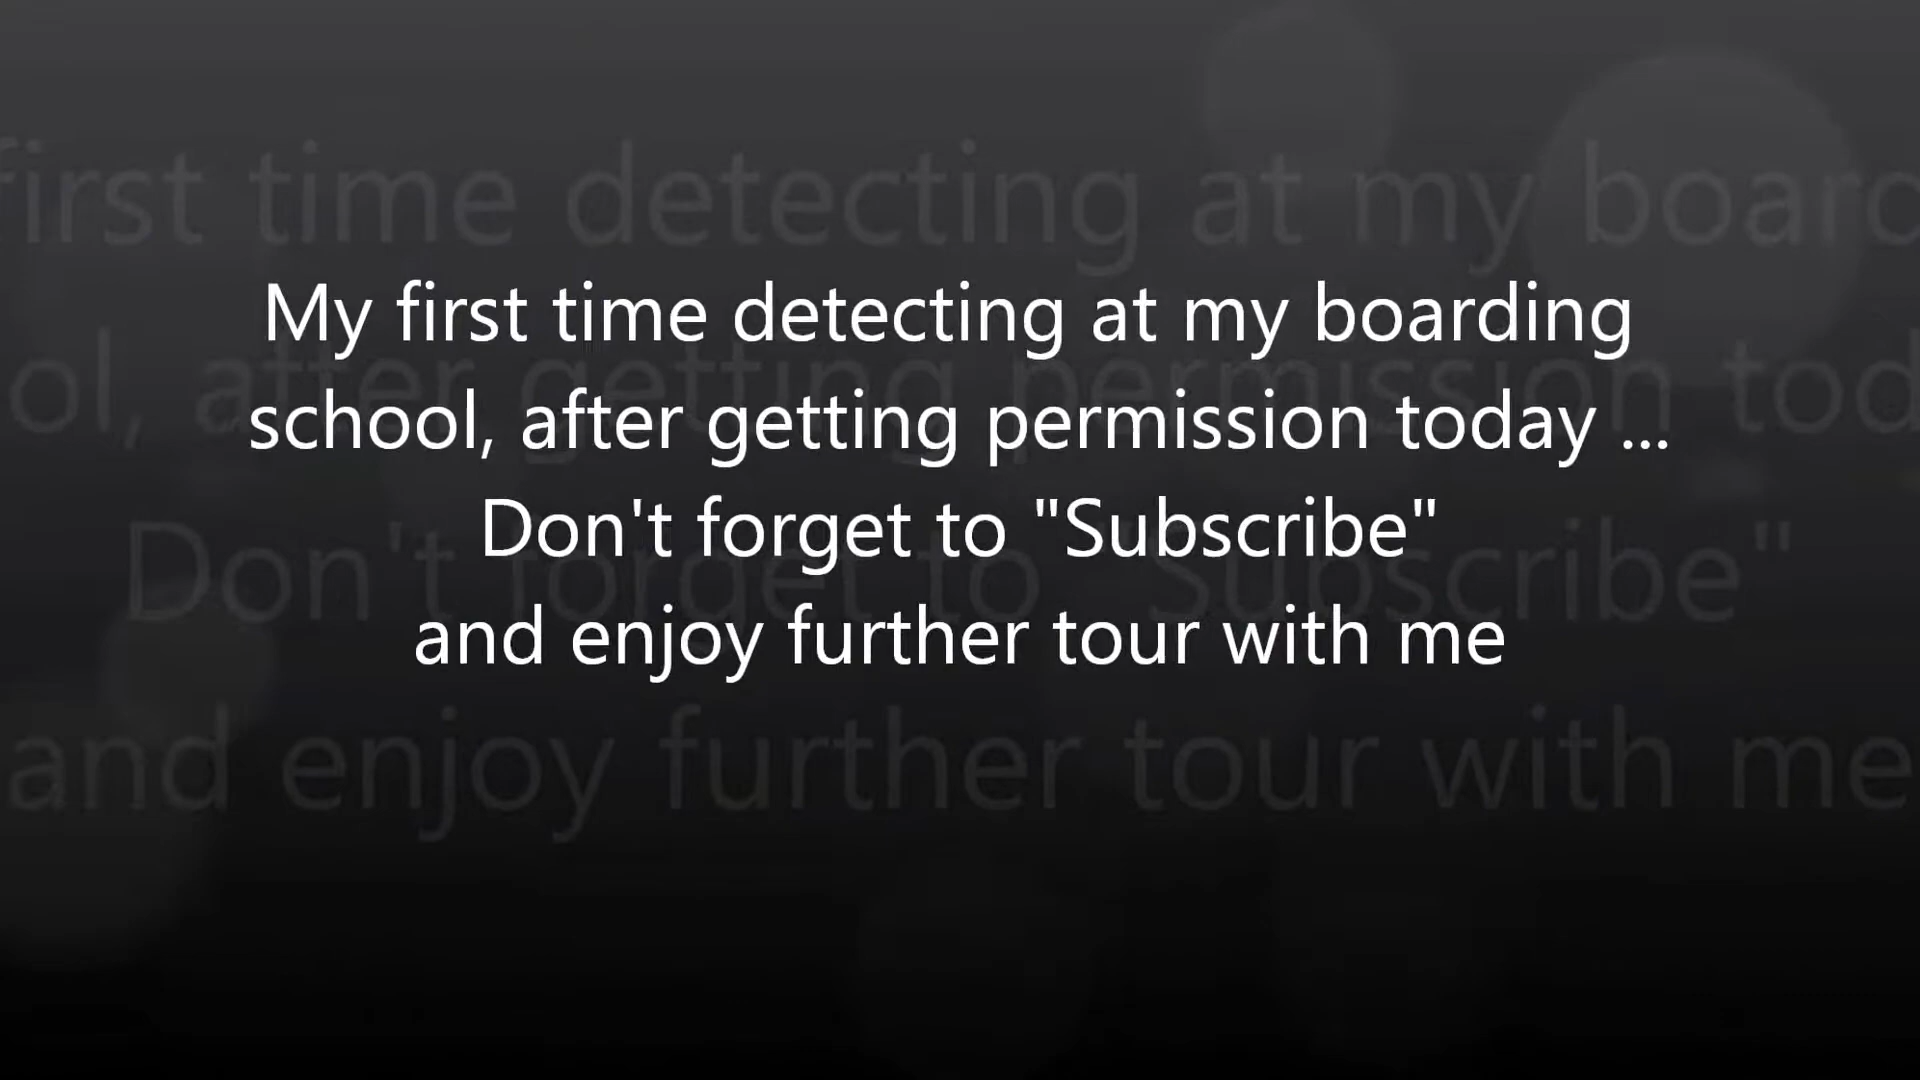 My first time detecting at my boarding
school, after getting permission today ...
Don't forget to "Subscribe"
and enjoy further tour with me